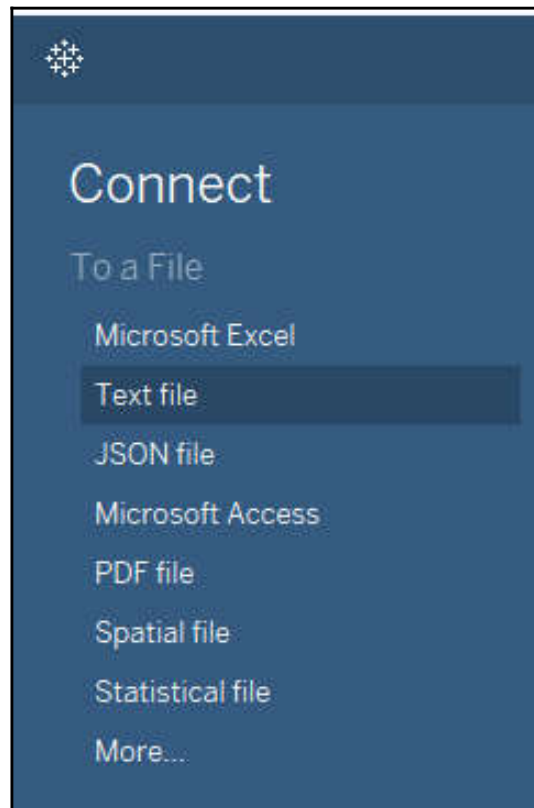 Connect
To a File
Microsoft Excel
Text file
JSON file
Microsoft Access
PDF file
Spatial file
Statistical file
More...